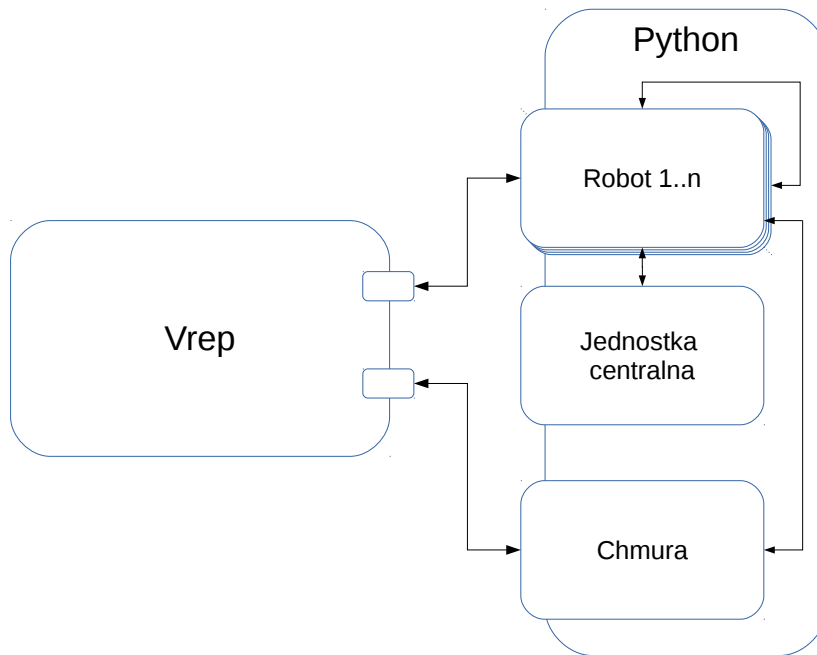 Python
Robot 1..n
Vrep
Jednostka
centralna
Chmura